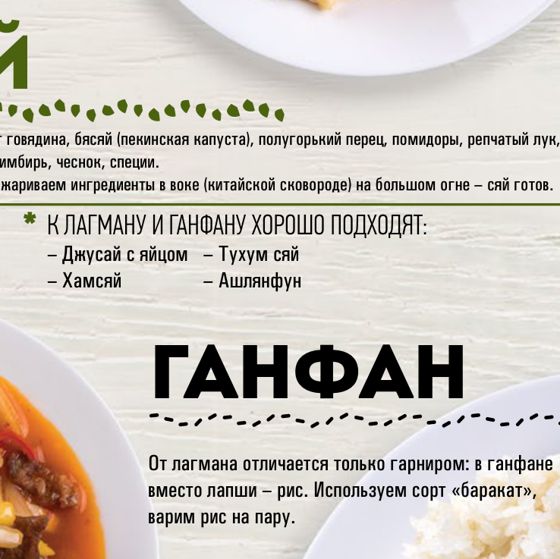 Й
говядина, бясяй (пекинская капуста), полугорький перец, помидоры, репчатый лук,
имбирь, чеснок, специи.
жариваем ингредиенты в воке (китайской сковороде) на большом огне – сяй готов.
* К ЛАГМАНУ И ГАНФАНУ ХОРОШО ПОДХОДЯТ:
– Джусай с яйцом – Тухум сяй
– Хамсяй – Ашлянфун
ГАНФАН
От лагмана отличается только гарниром: в ганфане
вместо лапши – рис. Используем сорт «баракат»,
варим рис на пару.